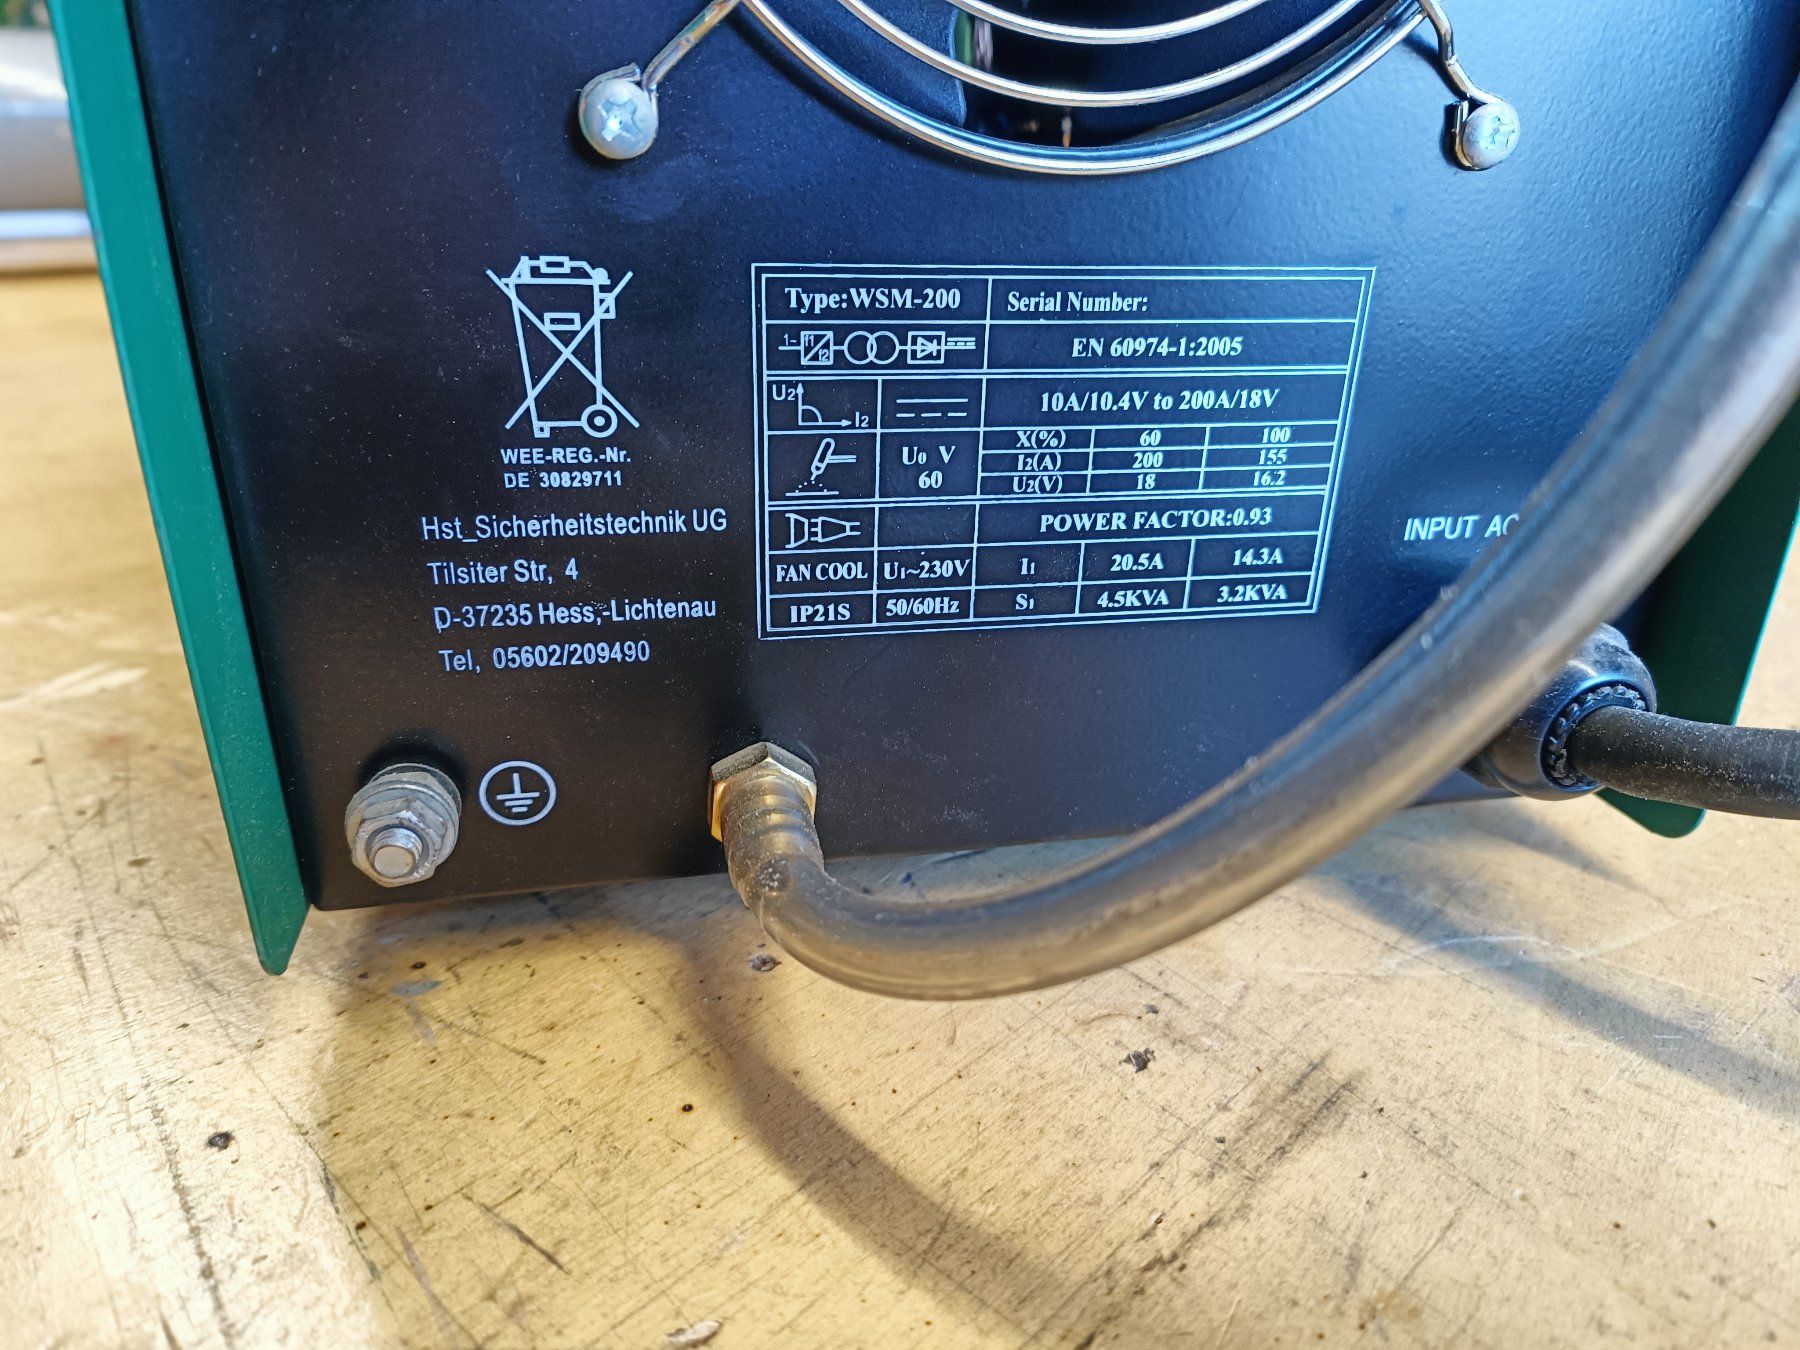 WEE-REG.-Nr.
DE 30829711
Hst_Sicherheitstechnik UG
Tilsiter Str, 4
D-37235 Hess,-Lichtenau
Tel, 05602/209490
Type:WSM-200 Serial Number:
1~ f1 f2 EN 60974-1:2005
U2 I2 10A/10.4V to 200A/18V
U0 V 60
X(%) 60 100
I2(A) 200 155
U2(V) 18 16.2
POWER FACTOR:0.93
FAN COOL U1~230V I1 20.5A 14.3A
IP21S 50/60Hz S1 4.5KVA 3.2KVA
INPUT AC